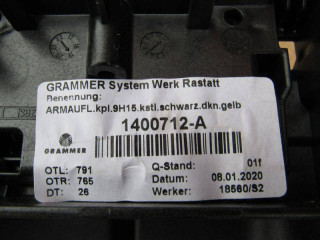 GRAMMER System Werk Rastatt
Benennung:
ARMAUFL.kpl.9H15.kstl.schwarz.dkn.gelb
1400712-A
GRAMMER
Q-Stand: 01f
OTL: 791
Datum: 08.01.2020
OTR: 765
Werker: 18560/S2
DT: 26